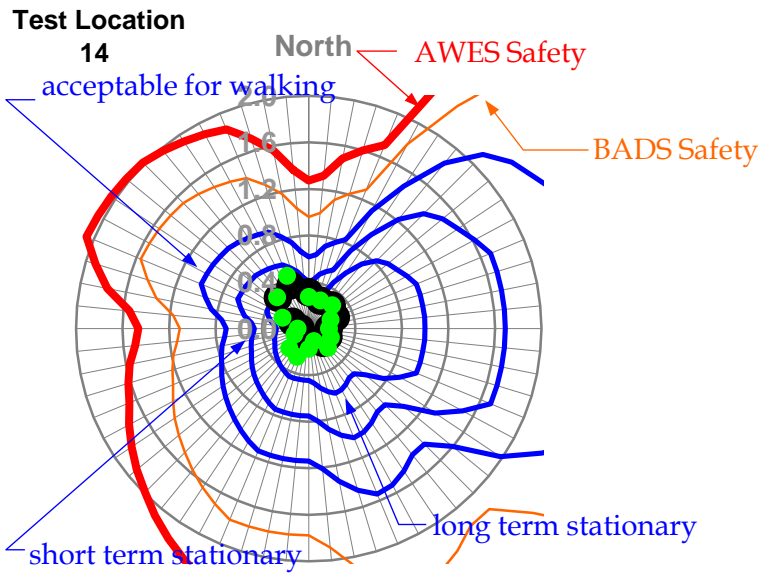 Test Location
14
North
AWES Safety
acceptable for walking
2.0
1.6
BADS Safety
1.2
0.8
0.4
0.0
long term stationary
short term stationary